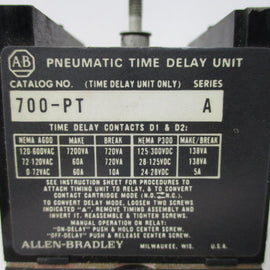 AB
PNEUMATIC TIME DELAY UNIT
CATALOG NO. (TIME DELAY UNIT ONLY) SERIES
700-PT A
TIME DELAY CONTACTS D1 & D2:
NEMA A600 MAKE BREAK NEMA P300 MAKE/BREAK
120-600VAC 7200VA 720VA 125-300VDC 138VA
72-120VAC 60A 720VA 28-125VDC 138VA
0-72VAC 60A 10A 24-28VDC 5A
SEE INSTRUCTION SHEET FOR PROCEDURES TO
ATTACH TIMING UNIT TO RELAY, & TO CONVERT
CONTACT CARTRIDGE MODE (N.O.-N.C.)
TO CONVERT DELAY MODE, LOOSEN TWO SCREWS
INDICATED "A", REMOVE TIMING ASSEMBLY AND
INVERT IT. REASSEMBLE & TIGHTEN SCREWS.
MANUAL OPERATION ON RELAY:
"ON-DELAY" PUSH & HOLD CENTER SCREW.
"OFF-DELAY" PUSH & RELEASE CENTER SCREW.
ALLEN-BRADLEY MILWAUKEE, WIS. U.S.A.